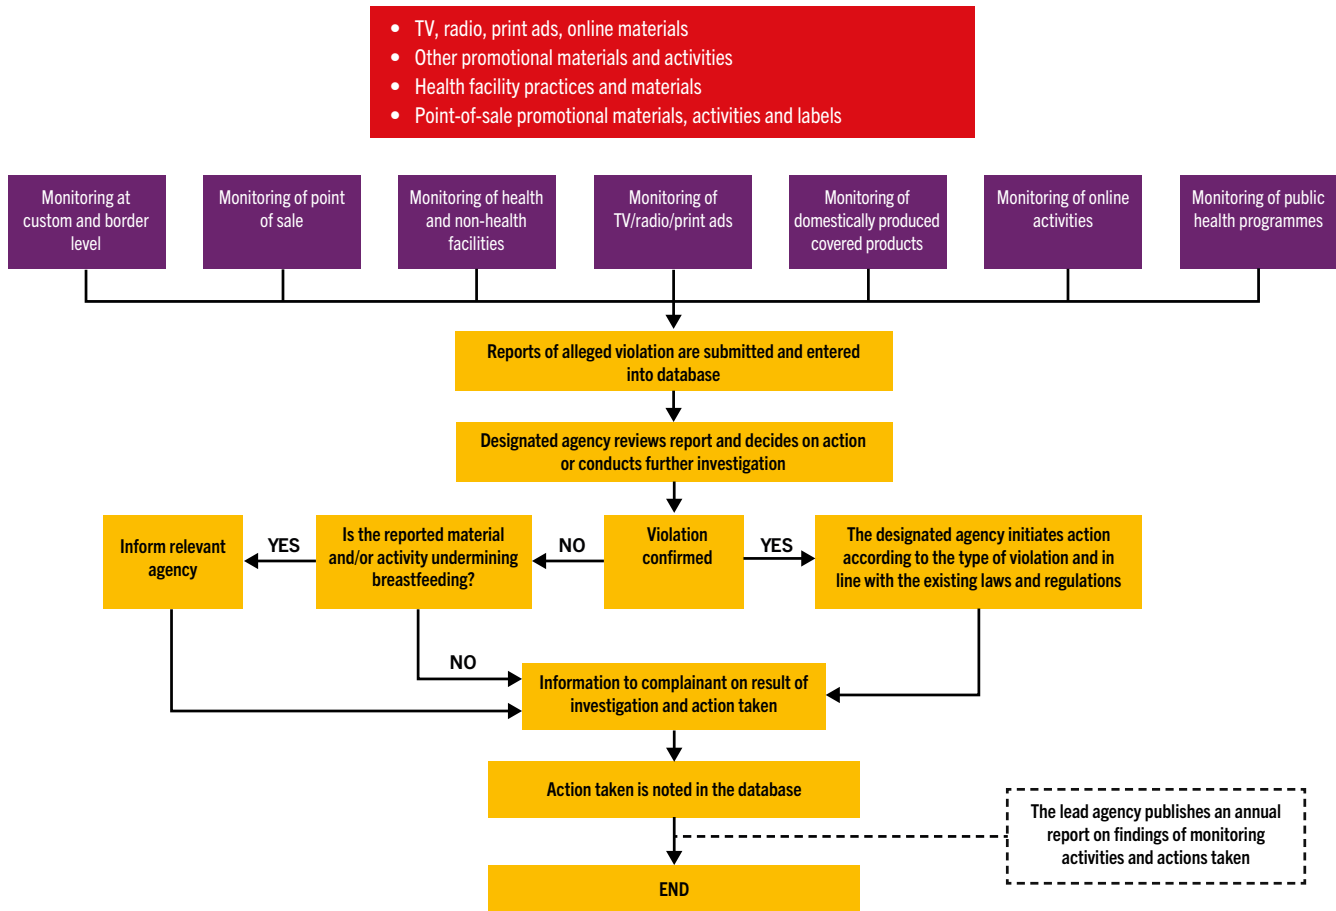 • TV, radio, print ads, online materials
• Other promotional materials and activities
• Health facility practices and materials
• Point-of-sale promotional materials, activities and labels
Monitoring at
custom and border
level
Monitoring of point
of sale
Monitoring of health
and non-health
facilities
Monitoring of
TV/radio/print ads
Monitoring of
domestically produced
covered products
Monitoring of online
activities
Monitoring of public
health programmes
Reports of alleged violation are submitted and entered
into database
Designated agency reviews report and decides on action
or conducts further investigation
Inform relevant
agency
YES
Is the reported material
and/or activity undermining
breastfeeding?
NO
Violation
confirmed
YES
The designated agency initiates action
according to the type of violation and in
line with the existing laws and regulations
NO
Information to complainant on result of
investigation and action taken
Action taken is noted in the database
The lead agency publishes an annual
report on findings of monitoring
activities and actions taken
END